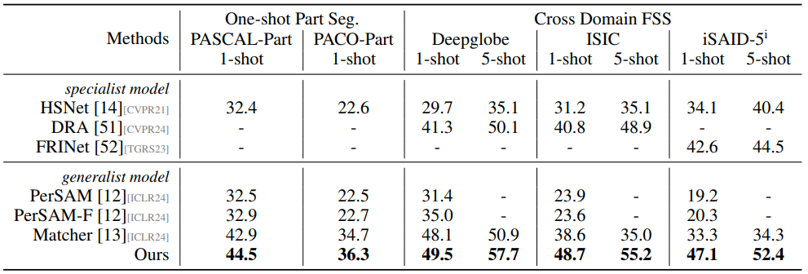 One-shot Part Seg. Cross Domain FSS
Methods PASCAL-Part PACO-Part Deepglobe ISIC iSAID-5i
1-shot 1-shot 1-shot 5-shot 1-shot 5-shot 1-shot 5-shot
specialist model
HSNet [14][CVPR21] 32.4 22.6 29.7 35.1 31.2 35.1 34.1 40.4
DRA [51][CVPR24] - - 41.3 50.1 40.8 48.9 - -
FRINet [52][TGRS23] - - - - - - 42.6 44.5
generalist model
PerSAM [12][ICLR24] 32.5 22.5 31.4 - 23.9 - 19.2 -
PerSAM-F [12][ICLR24] 32.9 22.7 35.0 - 23.6 - 20.3 -
Matcher [13][ICLR24] 42.9 34.7 48.1 50.9 38.6 35.0 33.3 34.3
Ours 44.5 36.3 49.5 57.7 48.7 55.2 47.1 52.4